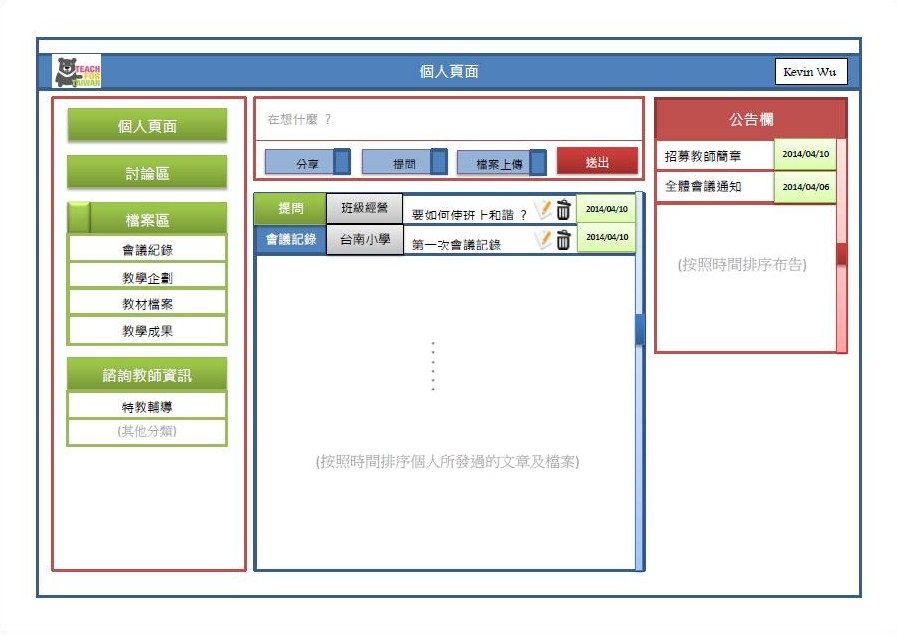 TEACH
FOR
TAIWAN
個人頁面
Kevin Wu
個人頁面
討論區
檔案區
會議紀錄
教學企劃
教材檔案
教學成果
諮詢教師資訊
特教輔導
(其他分類)
在想什麼 ?
分享 提問 檔案上傳 送出
提問 班級經營 要如何使班上和諧 ? 2014/04/10
會議記錄 台南小學 第一次會議記錄 2014/04/10
(按照時間排序個人所發過的文章及檔案)
公告欄
招募教師簡章 2014/04/10
全體會議通知 2014/04/06
(按照時間排序布告)